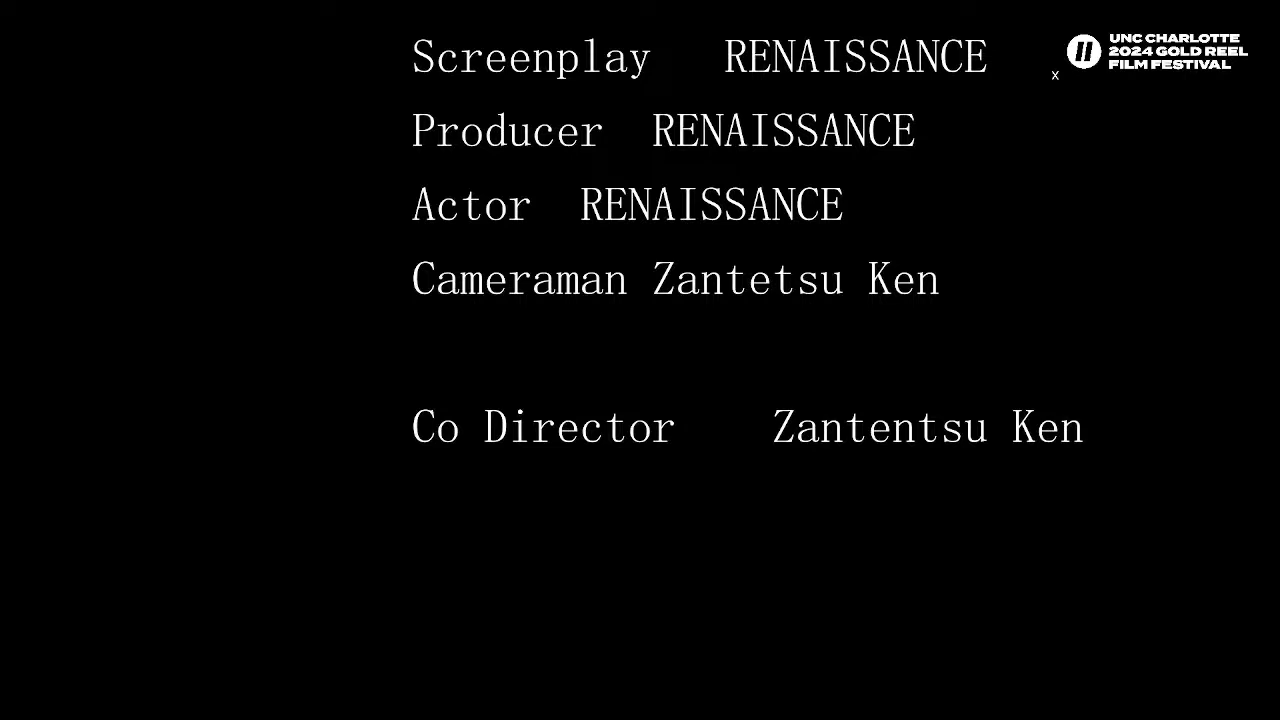 Screenplay   RENAISSANCE
Producer  RENAISSANCE
Actor  RENAISSANCE
Cameraman Zantetsu Ken
Co Director    Zantentsu Ken
x
UNC CHARLOTTE
2024 GOLD REEL
FILM FESTIVAL